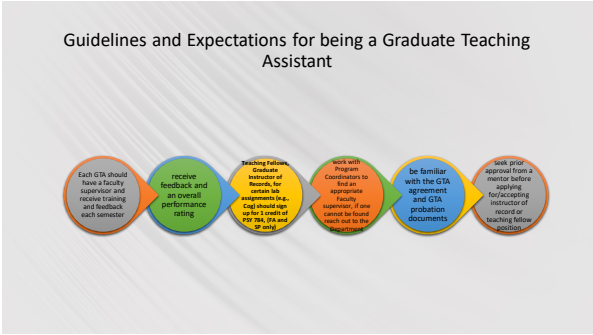 Guidelines and Expectations for being a Graduate Teaching
Assistant
Each GTA should
have a faculty
supervisor and
receive training
and feedback
each semester
receive
feedback and
an overall
performance
rating
Teaching Fellows,
Graduate
Instructor of
Records, for
certain lab
assignments (e.g.,
Cog) should sign
up for 1 credit of
PSY 784, (FA and
SP only)
work with
Program
Coordinators to
find an
appropriate
Faculty
supervisor, if one
cannot be found
reach out to the
Department
be familiar
with the GTA
agreement
and GTA
probation
documents
seek prior
approval from a
mentor before
applying
for/accepting
instructor of
record or
teaching fellow
position